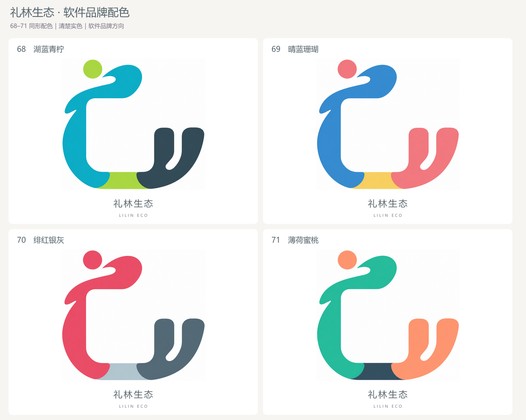 礼林生态 · 软件品牌配色
68–71 同形配色 | 清楚实色 | 软件品牌方向
68 湖蓝青柠
69 晴蓝珊瑚
礼林生态
LILIN ECO
礼林生态
LILIN ECO
70 绯红银灰
71 薄荷蜜桃
礼林生态
LILIN ECO
礼林生态
LILIN ECO